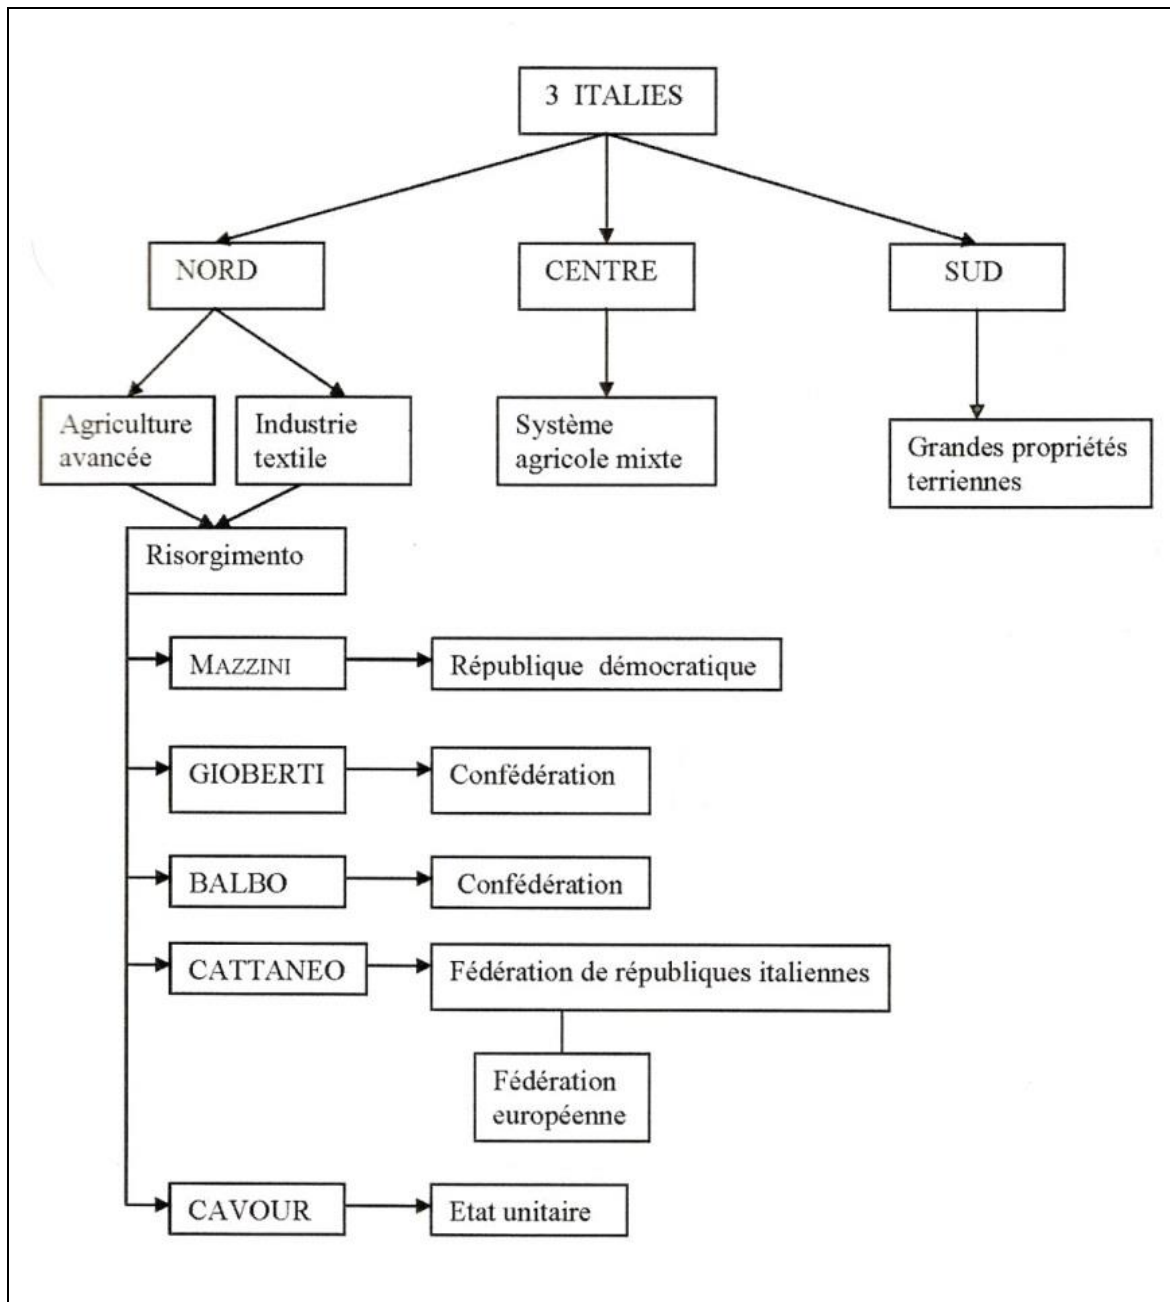 3 ITALIES
NORD
CENTRE
SUD
Agriculture
avancée
Industrie
textile
Système
agricole mixte
Grandes propriétés
terriennes
Risorgimento
MAZZINI
République démocratique
GIOBERTI
Confédération
BALBO
Confédération
CATTANEO
Fédération de républiques italiennes
Fédération
européenne
CAVOUR
Etat unitaire